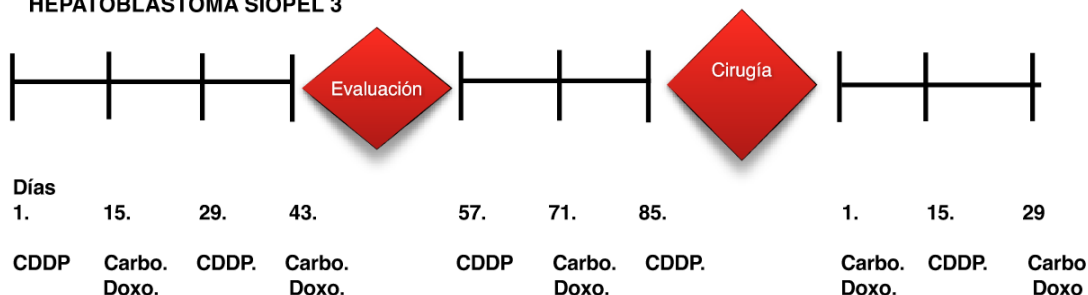 HEPATOBLASTOMA SIOPEL 3
Evaluación
Cirugía
Días
1. 15. 29. 43. 57. 71. 85. 1. 15. 29
CDDP Carbo. CDDP. Carbo. CDDP Carbo. CDDP. Carbo. CDDP. Carbo
Doxo. Doxo. Doxo. Doxo. Doxo